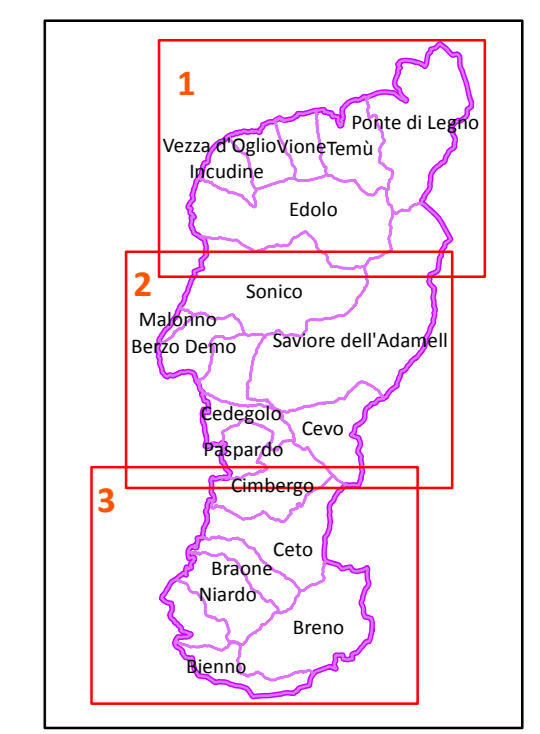 1
Ponte di Legno
Vezza d'Oglio
Vione
Temù
Incudine
Edolo
2
Sonico
Malonno
Berzo Demo
Saviore dell'Adamell
Cedegolo
Cevo
Paspardo
Cimbergo
3
Ceto
Braone
Niardo
Breno
Bienno